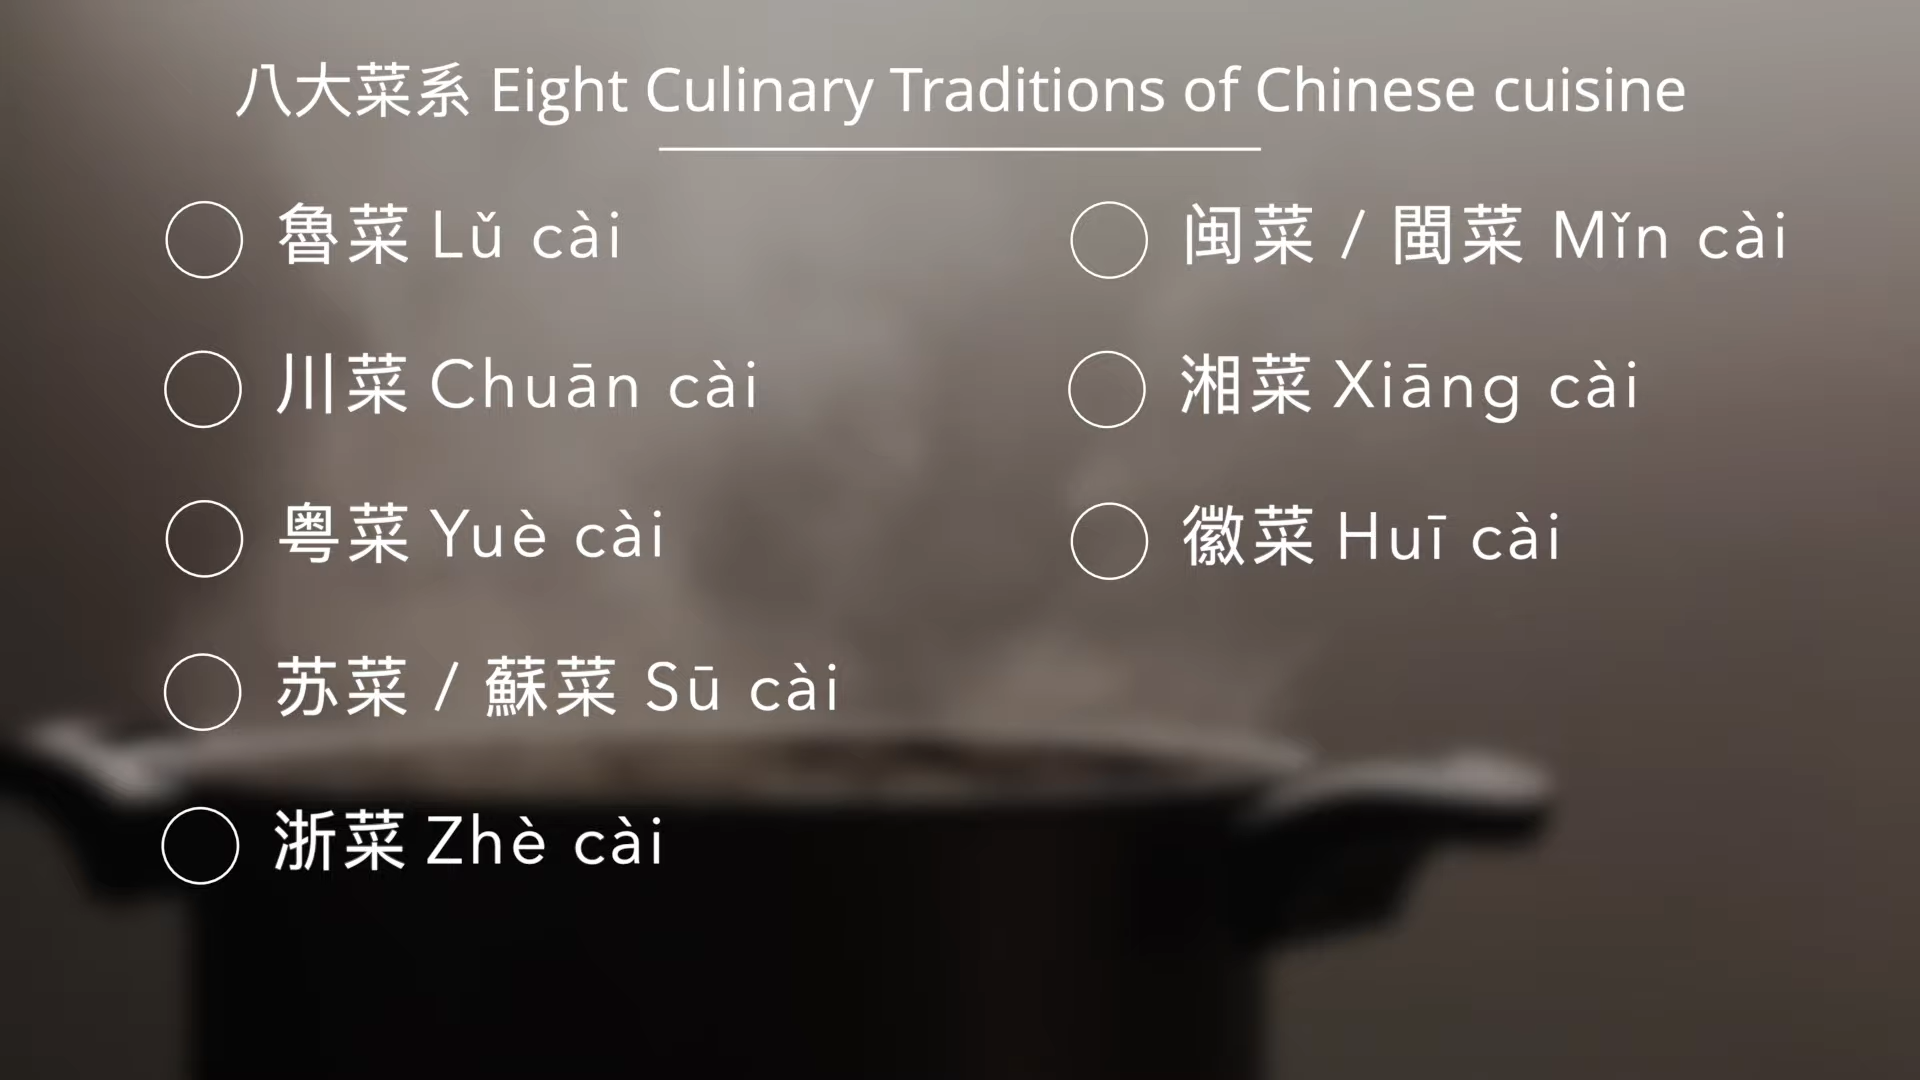 八大菜系 Eight Culinary Traditions of Chinese cuisine
魯菜 Lǔ cài
川菜 Chuān cài
粤菜 Yuè cài
苏菜 / 蘇菜 Sū cài
浙菜 Zhè cài
闽菜 / 閩菜 Mǐn cài
湘菜 Xiāng cài
徽菜 Huī cài